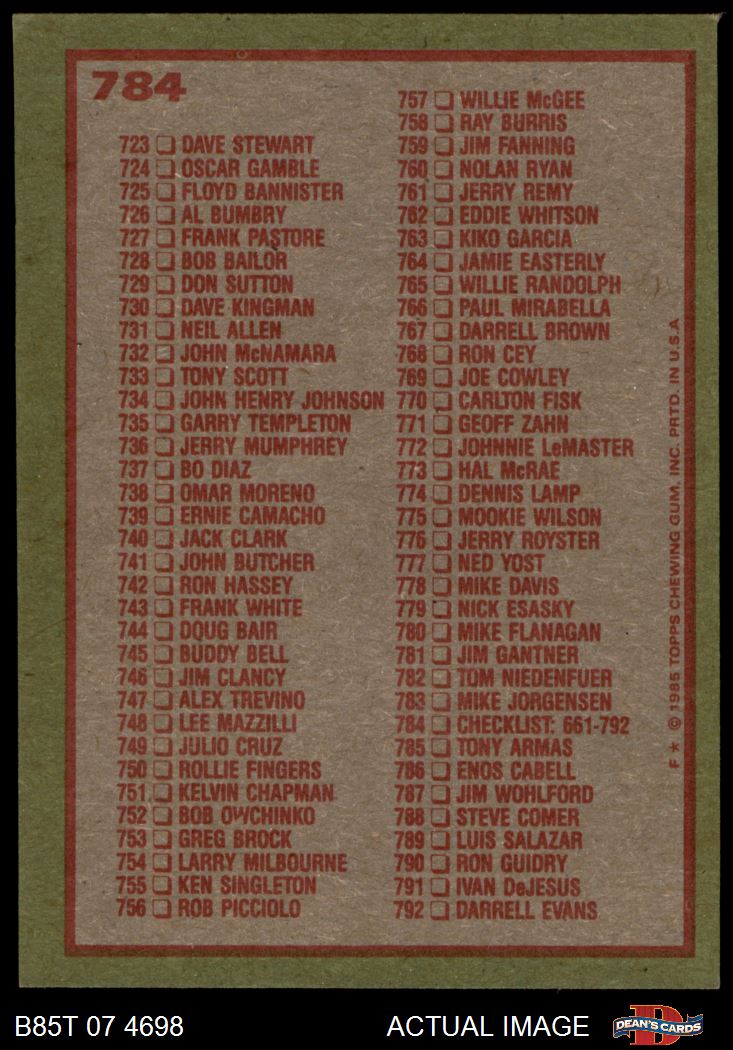 784
723 DAVE STEWART
724 OSCAR GAMBLE
725 FLOYD BANNISTER
726 AL BUMBRY
727 FRANK PASTORE
728 BOB BAILOR
729 DON SUTTON
730 DAVE KINGMAN
731 NEIL ALLEN
732 JOHN McNAMARA
733 TONY SCOTT
734 JOHN HENRY JOHNSON
735 GARRY TEMPLETON
736 JERRY MUMPHREY
737 BO DIAZ
738 OMAR MORENO
739 ERNIE CAMACHO
740 JACK CLARK
741 JOHN BUTCHER
742 RON HASSEY
743 FRANK WHITE
744 DOUG BAIR
745 BUDDY BELL
746 JIM CLANCY
747 ALEX TREVINO
748 LEE MAZZILLI
749 JULIO CRUZ
750 ROLLIE FINGERS
751 KELVIN CHAPMAN
752 BOB OWCHINKO
753 GREG BROCK
754 LARRY MILBOURNE
755 KEN SINGLETON
756 ROB PICCIOLO
757 WILLIE McGEE
758 RAY BURRIS
759 JIM FANNING
760 NOLAN RYAN
761 JERRY REMY
762 EDDIE WHITSON
763 KIKO GARCIA
764 JAMIE EASTERLY
765 WILLIE RANDOLPH
766 PAUL MIRABELLA
767 DARRELL BROWN
768 RON CEY
769 JOE COWLEY
770 CARLTON FISK
771 GEOFF ZAHN
772 JOHNNIE LeMASTER
773 HAL McRAE
774 DENNIS LAMP
775 MOOKIE WILSON
776 JERRY ROYSTER
777 NED YOST
778 MIKE DAVIS
779 NICK ESASKY
780 MIKE FLANAGAN
781 JIM GANTNER
782 TOM NIEDENFUER
783 MIKE JORGENSEN
784 CHECKLIST: 661-792
785 TONY ARMAS
786 ENOS CABELL
787 JIM WOHLFORD
788 STEVE COMER
789 LUIS SALAZAR
790 RON GUIDRY
791 IVAN DeJESUS
792 DARRELL EVANS
F * © 1985 TOPPS CHEWING GUM, INC. PRTD. IN U.S.A
B85T 07 4698
ACTUAL IMAGE
D
DEAN'S CARDS